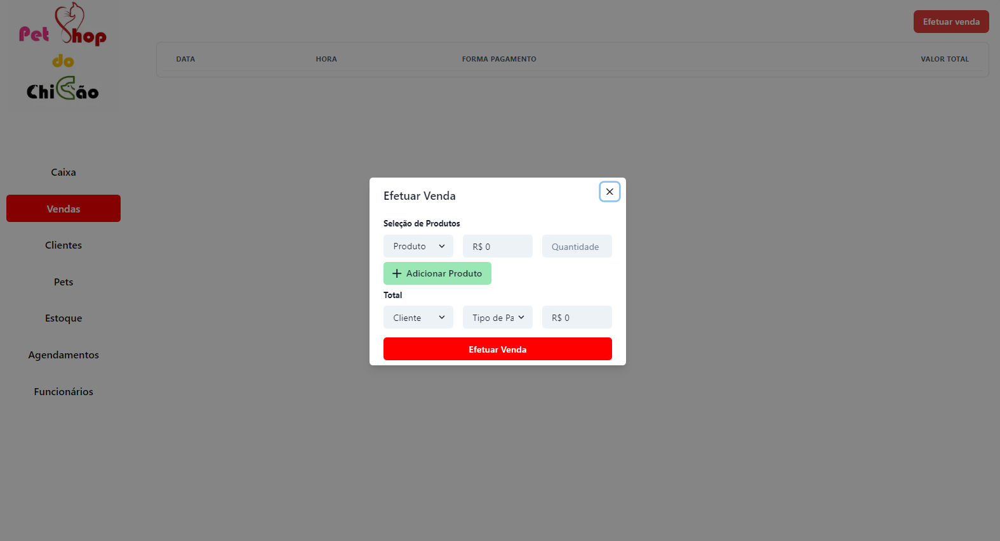 Pet Shop
do
ChiCão
Efetuar venda
DATA HORA FORMA PAGAMENTO VALOR TOTAL
Caixa
Vendas
Clientes
Pets
Estoque
Agendamentos
Funcionários
Efetuar Venda
Seleção de Produtos
Produto R$ 0 Quantidade
Adicionar Produto
Total
Cliente Tipo de Pa R$ 0
Efetuar Venda